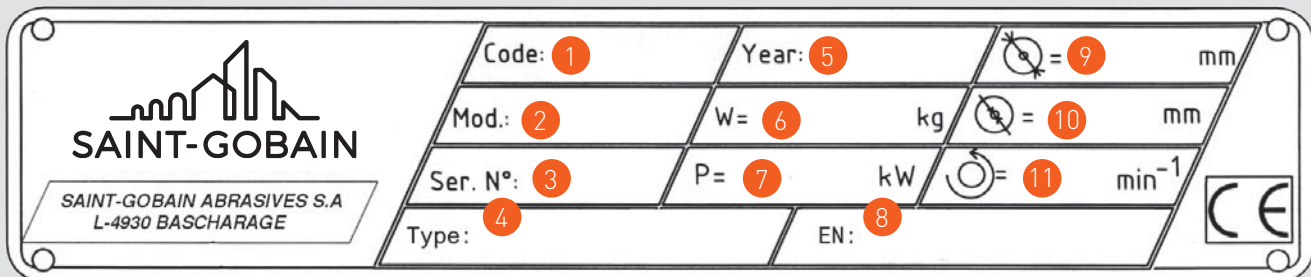 SAINT-GOBAIN
SAINT-GOBAIN ABRASIVES S.A
L-4930 BASCHARAGE
Code: 1 Year: 5 = 9 mm
Mod.: 2 W= 6 kg = 10 mm
Ser. N°: 3 P= 7 kW = 11 min⁻¹
4 8
Type: EN:
CE